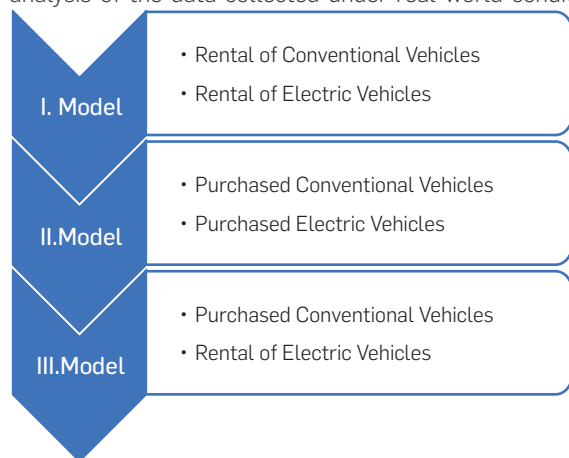 analysis of the data collected under real-world condi
I. Model
• Rental of Conventional Vehicles
• Rental of Electric Vehicles
II.Model
• Purchased Conventional Vehicles
• Purchased Electric Vehicles
III.Model
• Purchased Conventional Vehicles
• Rental of Electric Vehicles